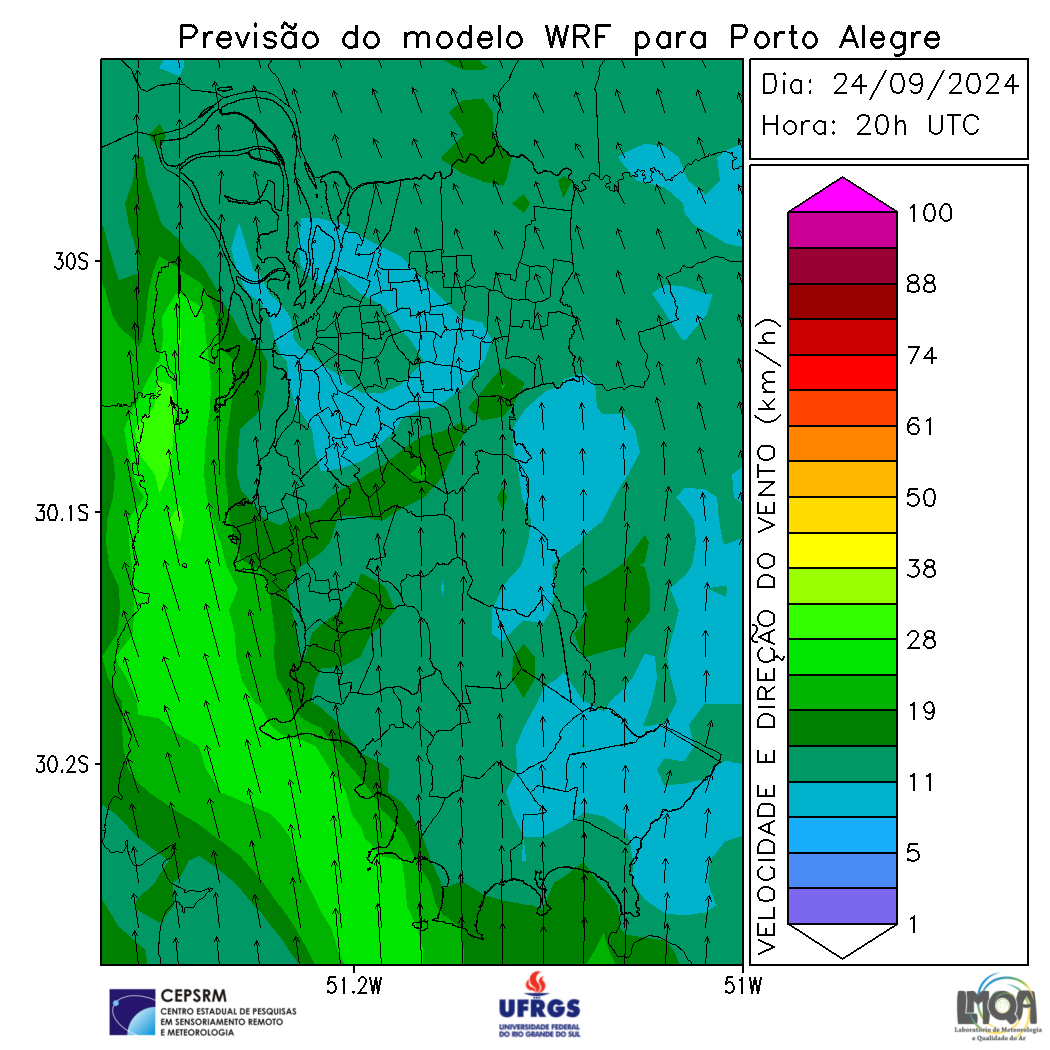 Previsão do modelo WRF para Porto Alegre
Dia: 24/09/2024
Hora: 20h UTC
30S
30.1S
30.2S
51.2W
51W
VELOCIDADE E DIREÇÃO DO VENTO (km/h)
100
88
74
61
50
38
28
19
11
5
1
CEPSRM
CENTRO ESTADUAL DE PESQUISAS
EM SENSORIAMENTO REMOTO
E METEOROLOGIA
UFRGS
UNIVERSIDADE FEDERAL
DO RIO GRANDE DO SUL
LMQA
Laboratório de Meteorologia
e Qualidade do Ar